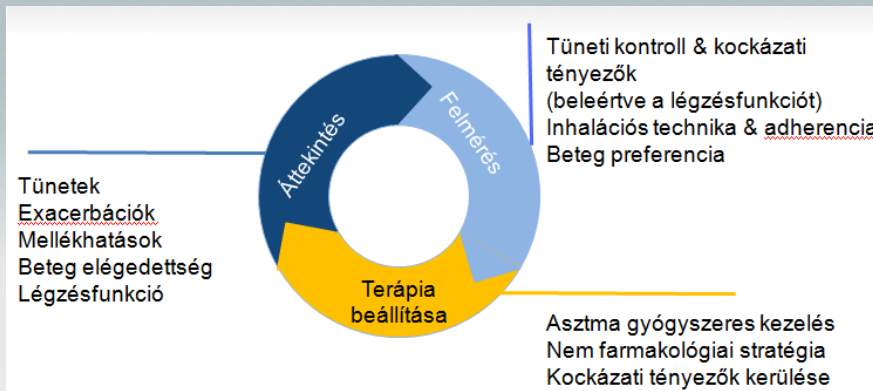 Tüneti kontroll & kockázati
tényezők
(beleértve a légzésfunkciót)
Inhalációs technika & adherencia
Beteg preferencia
Felmérés
Áttekintés
Tünetek
Exacerbációk
Mellékhatások
Beteg elégedettség
Légzésfunkció
Terápia
beállítása
Asztma gyógyszeres kezelés
Nem farmakológiai stratégia
Kockázati tényezők kerülése